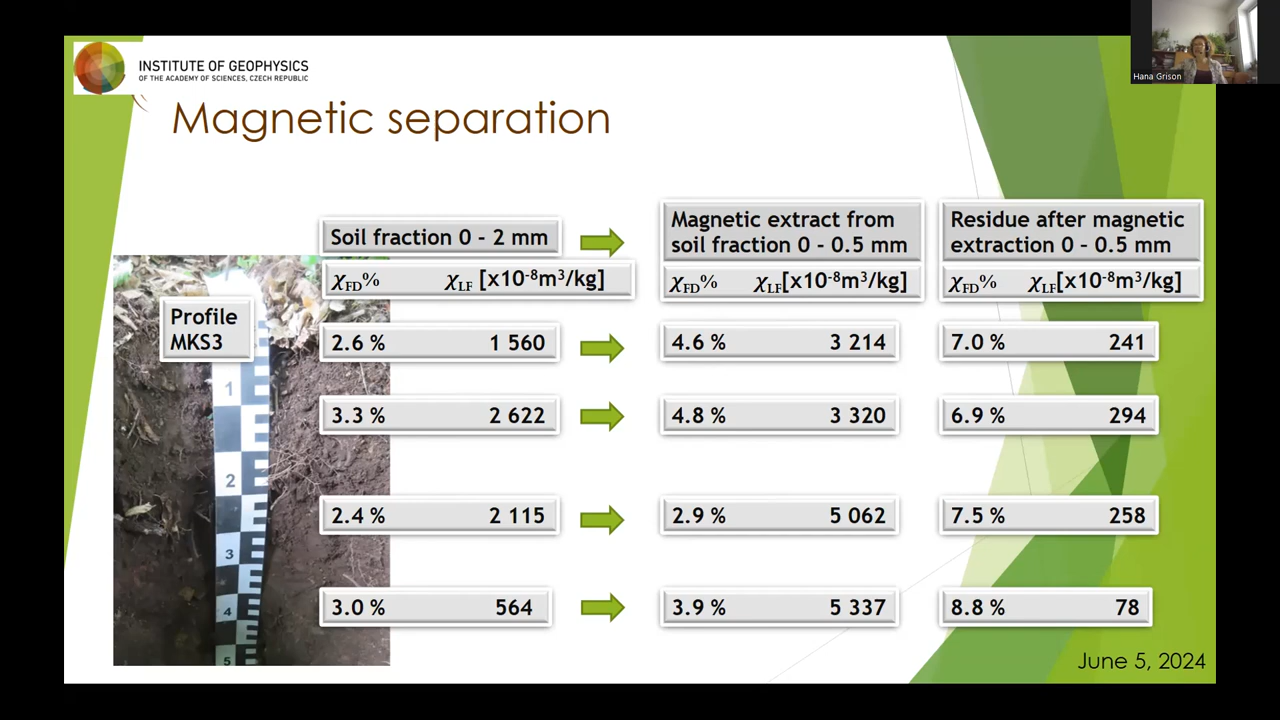 INSTITUTE OF GEOPHYSICS
OF THE ACADEMY OF SCIENCES, CZECH REPUBLIC
Hana Grison
Magnetic separation
Soil fraction 0 - 2 mm
Magnetic extract from
soil fraction 0 - 0.5 mm
Residue after magnetic
extraction 0 - 0.5 mm
χFD% χLF [x10⁻⁸m³/kg]
χFD% χLF[x10⁻⁸m³/kg]
χFD% χLF[x10⁻⁸m³/kg]
Profile
MKS3
2.6 % 1 560
4.6 % 3 214
7.0 % 241
1
3.3 % 2 622
4.8 % 3 320
6.9 % 294
2
2.4 % 2 115
2.9 % 5 062
7.5 % 258
3
3.0 % 564
3.9 % 5 337
8.8 % 78
4
5
June 5, 2024